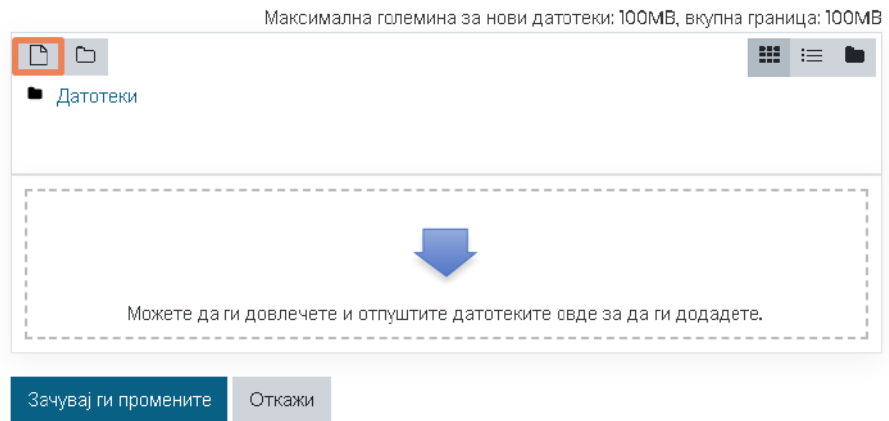 Максимална големина за нови датотеки: 100MB, вкупна граница: 100MB
Датотеки
Можете да ги довлечете и отпуштите датотеките овде за да ги додадете.
Зачувај ги промените
Откажи